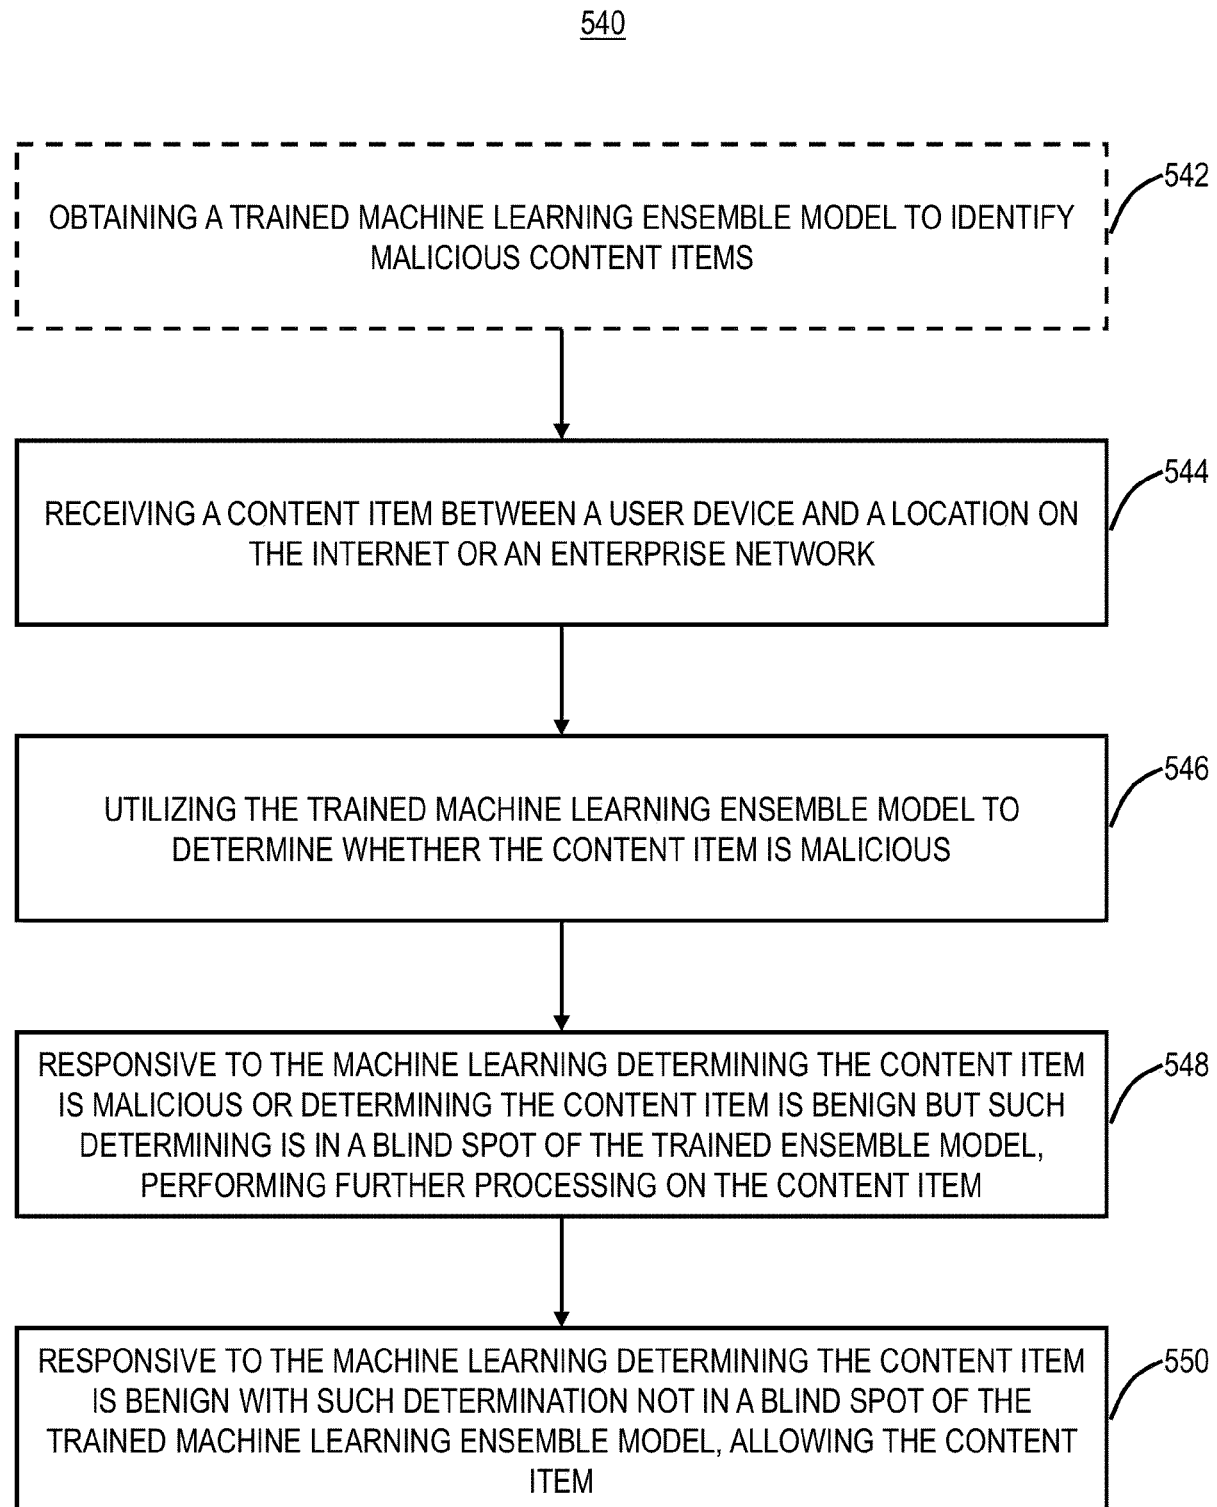 540
542
OBTAINING A TRAINED MACHINE LEARNING ENSEMBLE MODEL TO IDENTIFY
MALICIOUS CONTENT ITEMS
544
RECEIVING A CONTENT ITEM BETWEEN A USER DEVICE AND A LOCATION ON
THE INTERNET OR AN ENTERPRISE NETWORK
546
UTILIZING THE TRAINED MACHINE LEARNING ENSEMBLE MODEL TO
DETERMINE WHETHER THE CONTENT ITEM IS MALICIOUS
548
RESPONSIVE TO THE MACHINE LEARNING DETERMINING THE CONTENT ITEM
IS MALICIOUS OR DETERMINING THE CONTENT ITEM IS BENIGN BUT SUCH
DETERMINING IS IN A BLIND SPOT OF THE TRAINED ENSEMBLE MODEL,
PERFORMING FURTHER PROCESSING ON THE CONTENT ITEM
550
RESPONSIVE TO THE MACHINE LEARNING DETERMINING THE CONTENT ITEM
IS BENIGN WITH SUCH DETERMINATION NOT IN A BLIND SPOT OF THE
TRAINED MACHINE LEARNING ENSEMBLE MODEL, ALLOWING THE CONTENT
ITEM